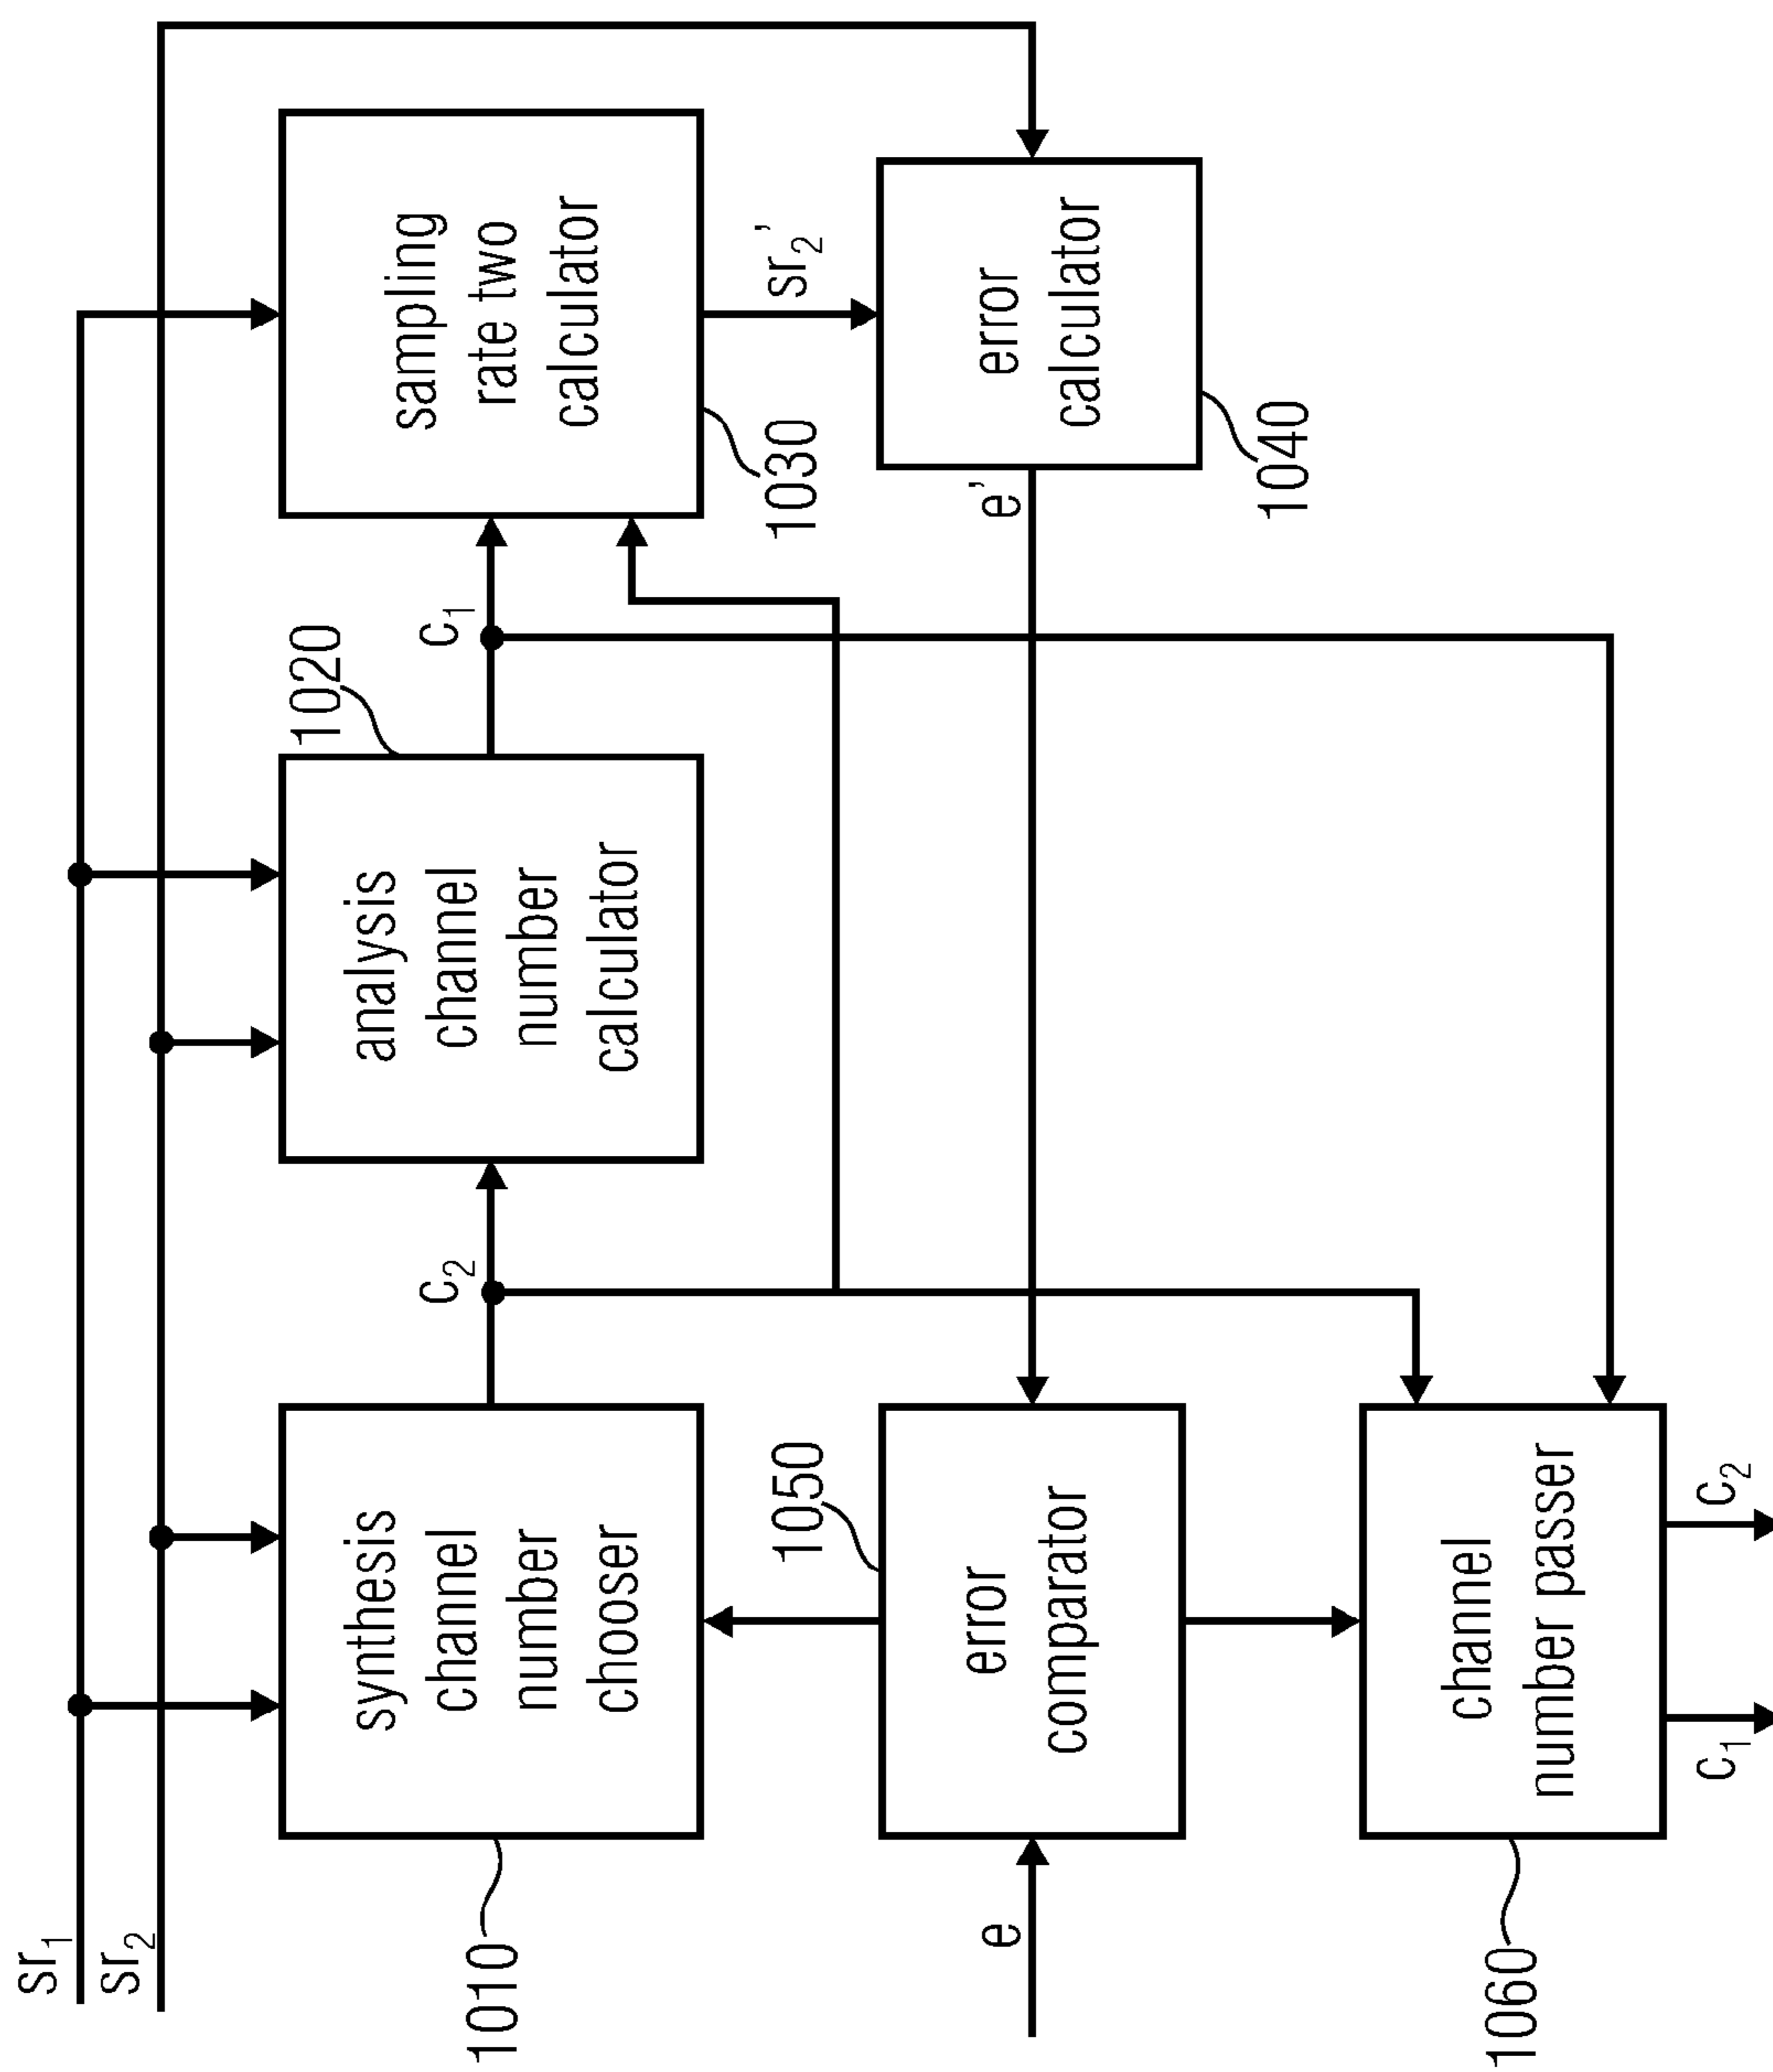 sr1
sr2
1010
synthesis
channel
number
chooser
c2
analysis
channel
number
calculator
1020
c1
sampling
rate two
calculator
1030
sr2'
e
error
comparator
1050
e'
error
calculator
1040
1060
channel
number passer
c1
c2